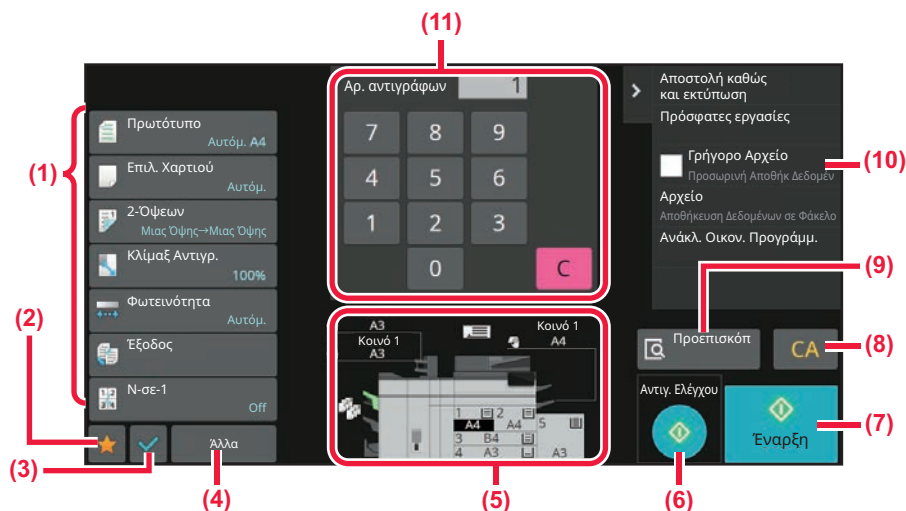 (11)
Αρ. αντιγράφων 1
7 8 9
4 5 6
1 2 3
0 C
(1)
Πρωτότυπο
Αυτόμ. A4
Επιλ. Χαρτιού
Αυτόμ.
2-Όψεων
Μιας Όψης→Μιας Όψης
Κλίμαξ Αντιγρ.
100%
Φωτεινότητα
Αυτόμ.
Έξοδος
N-σε-1
Off
(2)
(3)
Άλλα
(4)
A3
Κοινό 1
A3
Κοινό 1
A4
1 2
A4 A4 5
3 B4
4 A3 A3
(5)
Αποστολή καθώς
και εκτύπωση
Πρόσφατες εργασίες
Γρήγορο Αρχείο
Προσωρινή Αποθήκ Δεδομέν
(10)
Αρχείο
Αποθήκευση Δεδομένων σε Φάκελο
Ανάκλ. Οικον. Προγράμμ.
(9)
Προεπισκόπ
CA
(8)
Αντιγ. Ελέγχου
Έναρξη
(7)
(6)